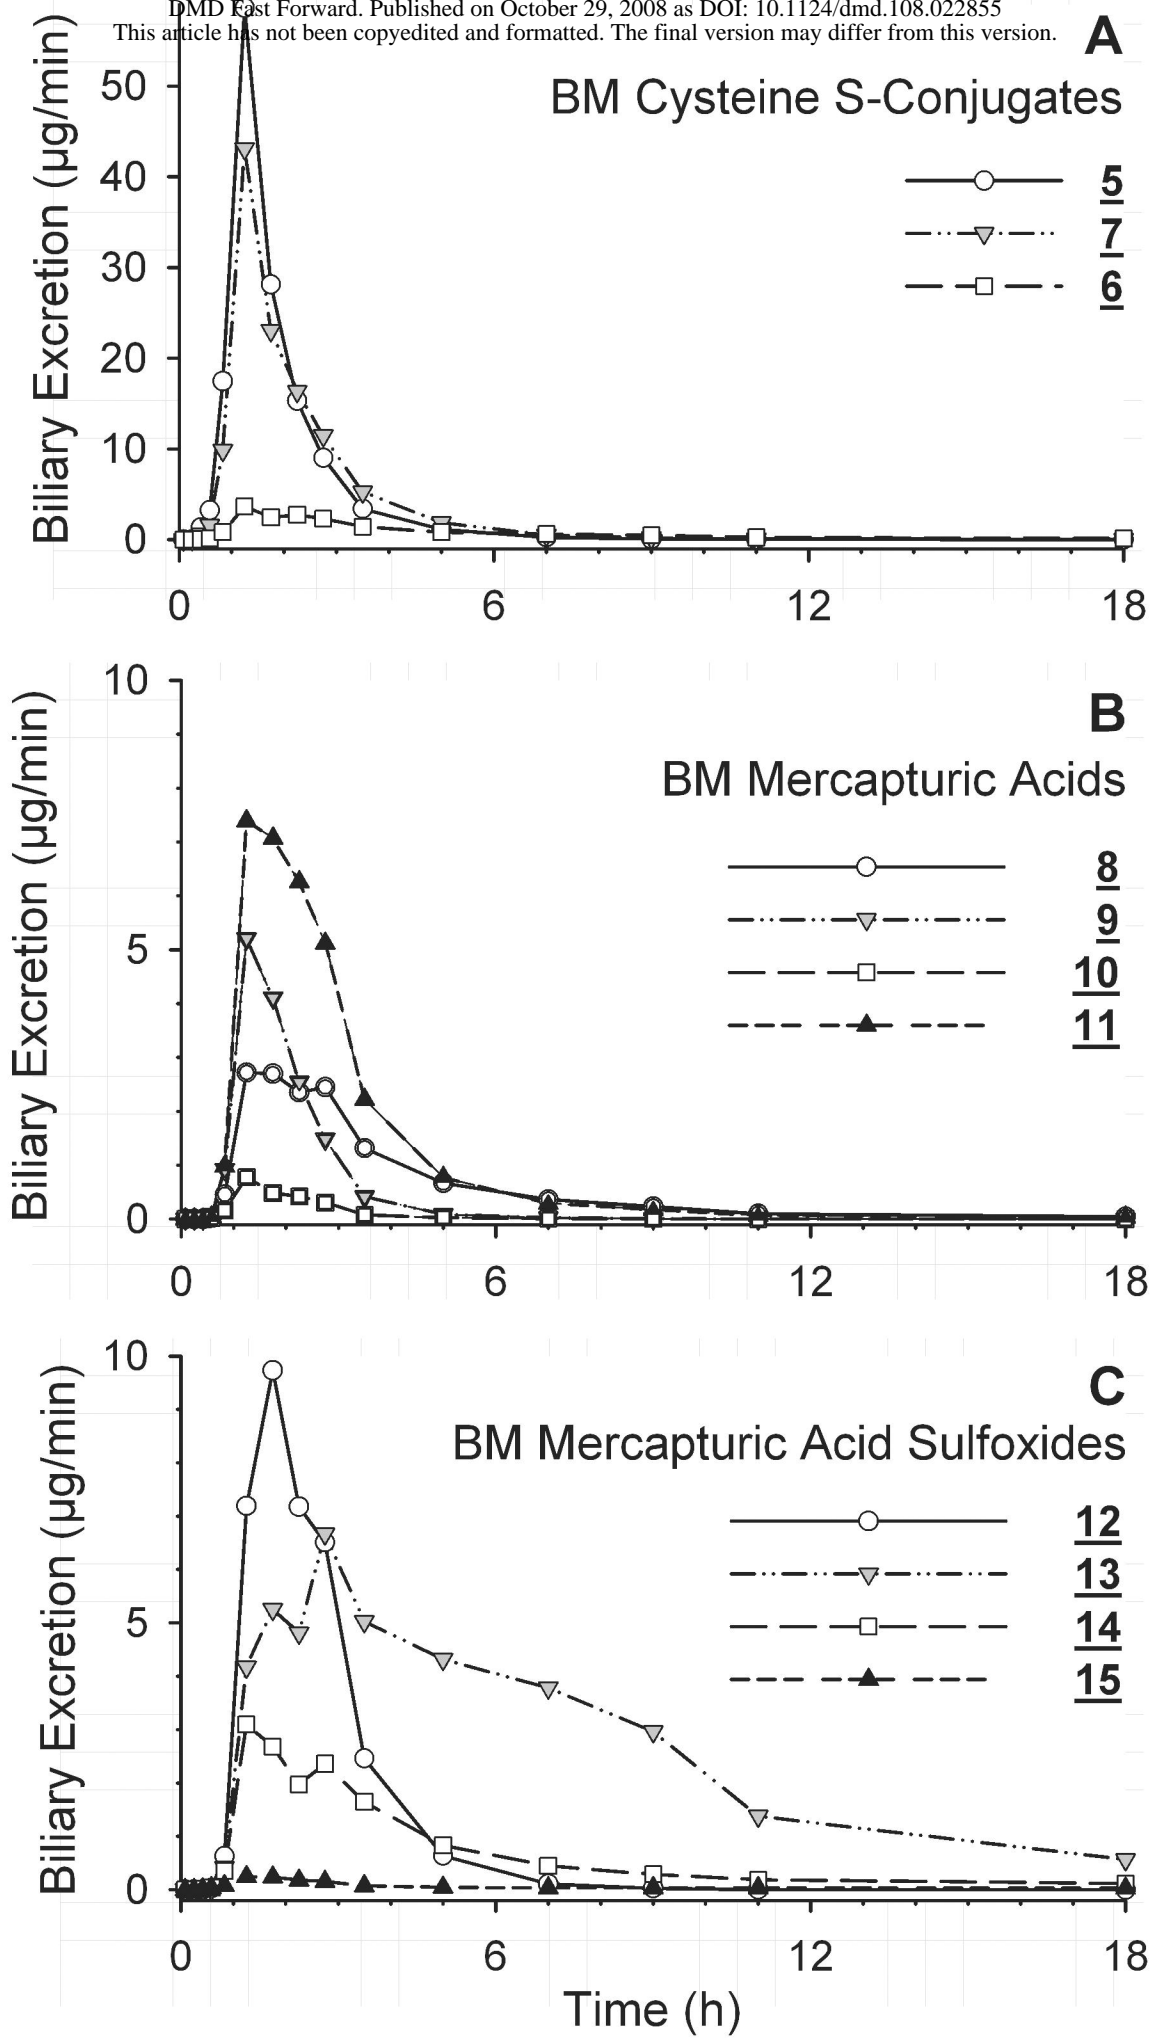 DMD Fast Forward. Published on October 29, 2008 as DOI: 10.1124/dmd.108.022855
This article has not been copyedited and formatted. The final version may differ from this version.
A
BM Cysteine S-Conjugates
Biliary Excretion (µg/min)
50
40
30
20
10
0
5
7
6
0 6 12 18
B
BM Mercapturic Acids
Biliary Excretion (µg/min)
10
5
0
8
9
10
11
0 6 12 18
C
BM Mercapturic Acid Sulfoxides
Biliary Excretion (µg/min)
10
5
0
12
13
14
15
0 6 12 18
Time (h)